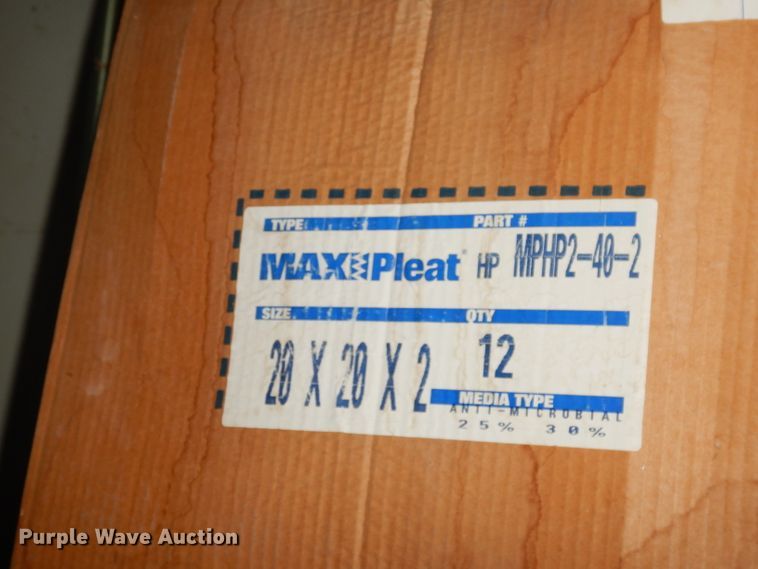 TYPE PART #
MAXPleat® HP MPHP2-40-2
SIZE QTY
20 X 20 X 2 12
MEDIA TYPE
ANTI-MICROBIAL
25% 30%
Purple Wave Auction